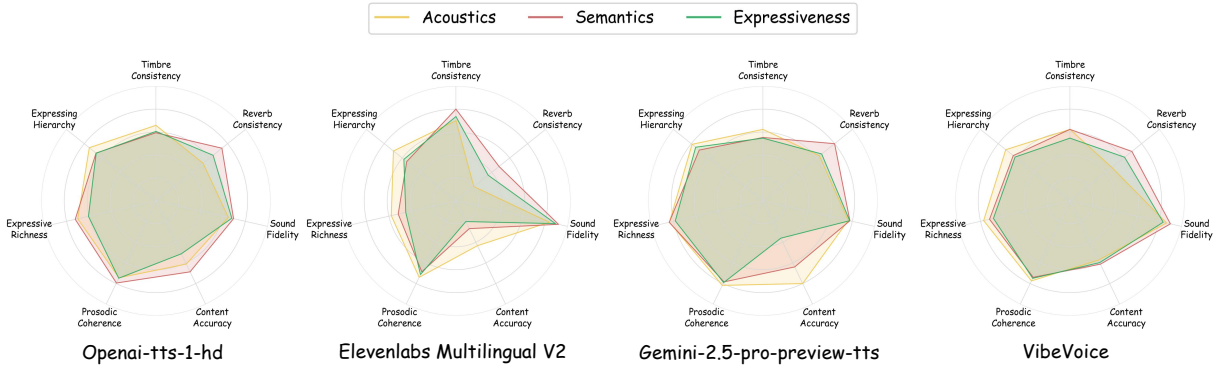 Acoustics
Semantics
Expressiveness
Timbre
Consistency
Expressing
Hierarchy
Reverb
Consistency
Expressive
Richness
Sound
Fidelity
Prosodic
Coherence
Content
Accuracy
Openai-tts-1-hd
Timbre
Consistency
Expressing
Hierarchy
Reverb
Consistency
Expressive
Richness
Sound
Fidelity
Prosodic
Coherence
Content
Accuracy
Elevenlabs Multilingual V2
Timbre
Consistency
Expressing
Hierarchy
Reverb
Consistency
Expressive
Richness
Sound
Fidelity
Prosodic
Coherence
Content
Accuracy
Gemini-2.5-pro-preview-tts
Timbre
Consistency
Expressing
Hierarchy
Reverb
Consistency
Expressive
Richness
Sound
Fidelity
Prosodic
Coherence
Content
Accuracy
VibeVoice